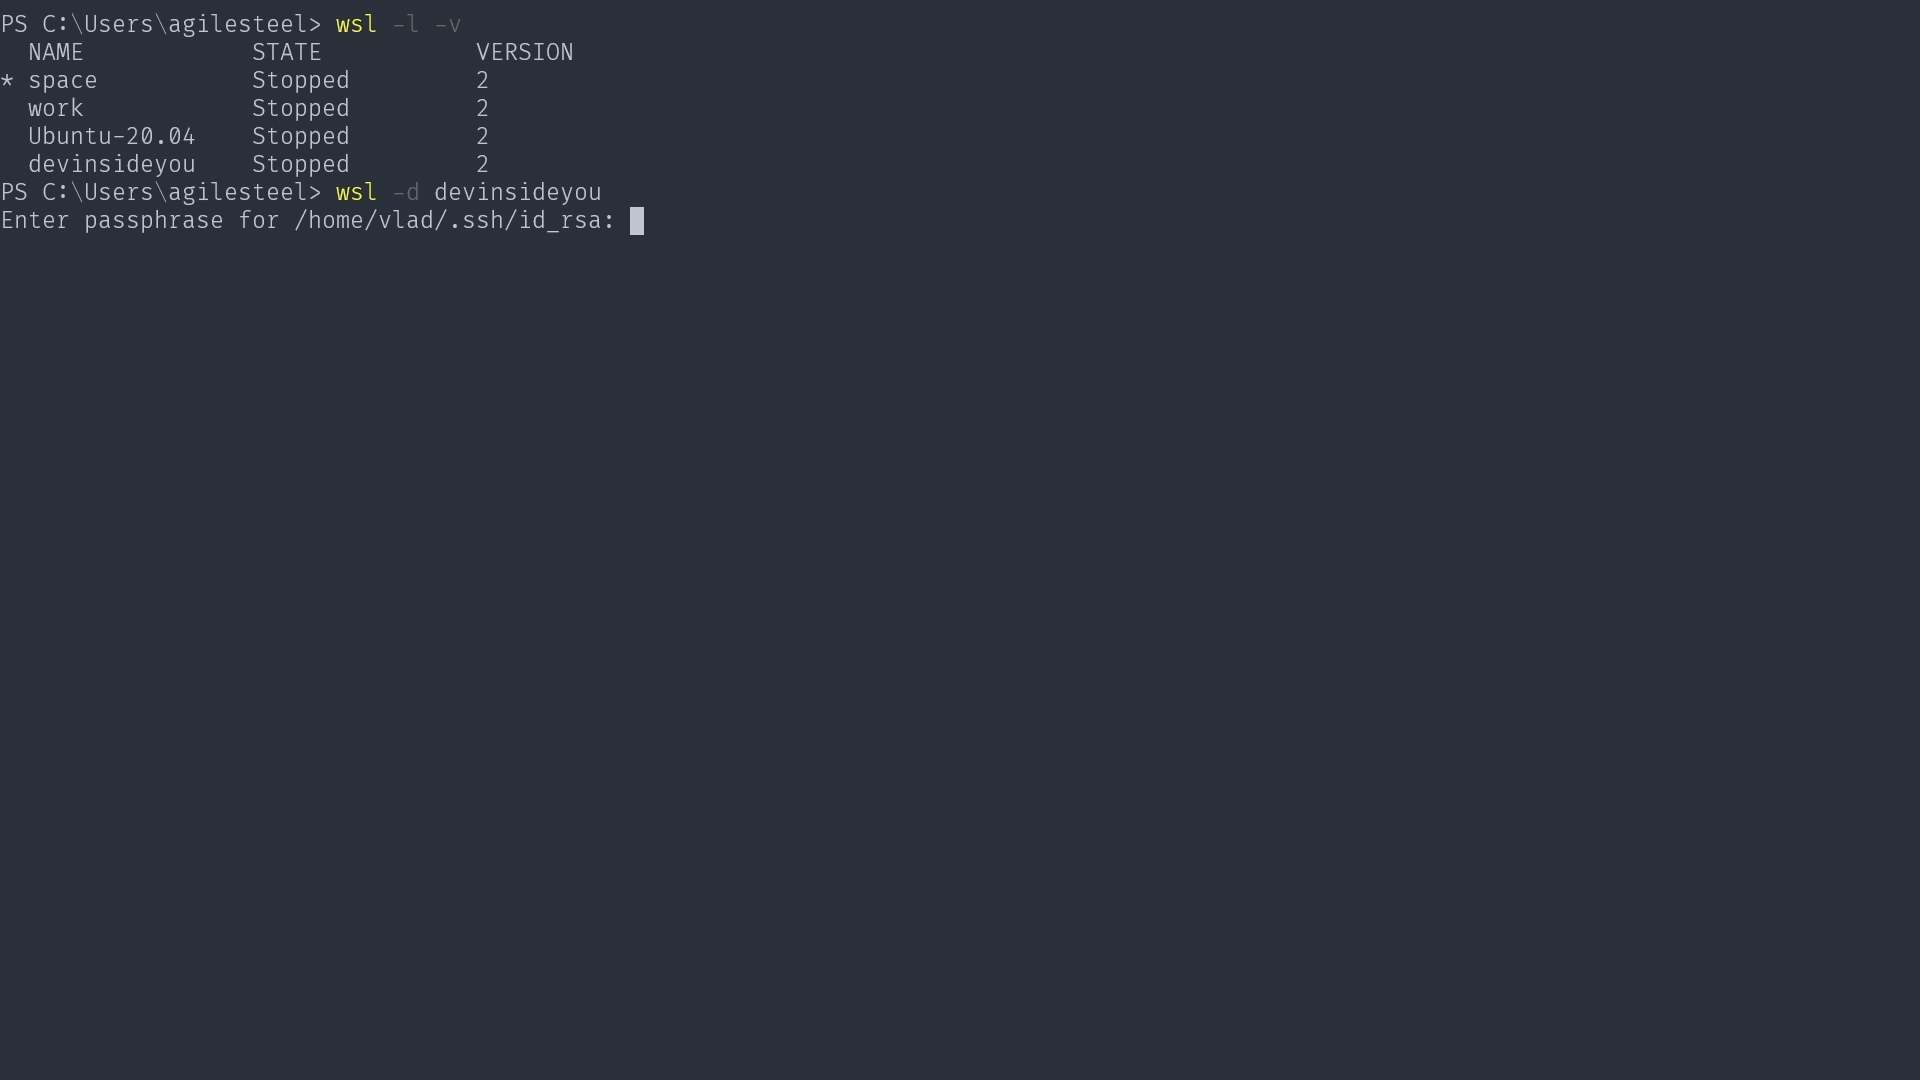 PS C:\Users\agilesteel> wsl -l -v
  NAME            STATE           VERSION
* space           Stopped         2
  work            Stopped         2
  Ubuntu-20.04    Stopped         2
  devinsideyou    Stopped         2
PS C:\Users\agilesteel> wsl -d devinsideyou
Enter passphrase for /home/vlad/.ssh/id_rsa: